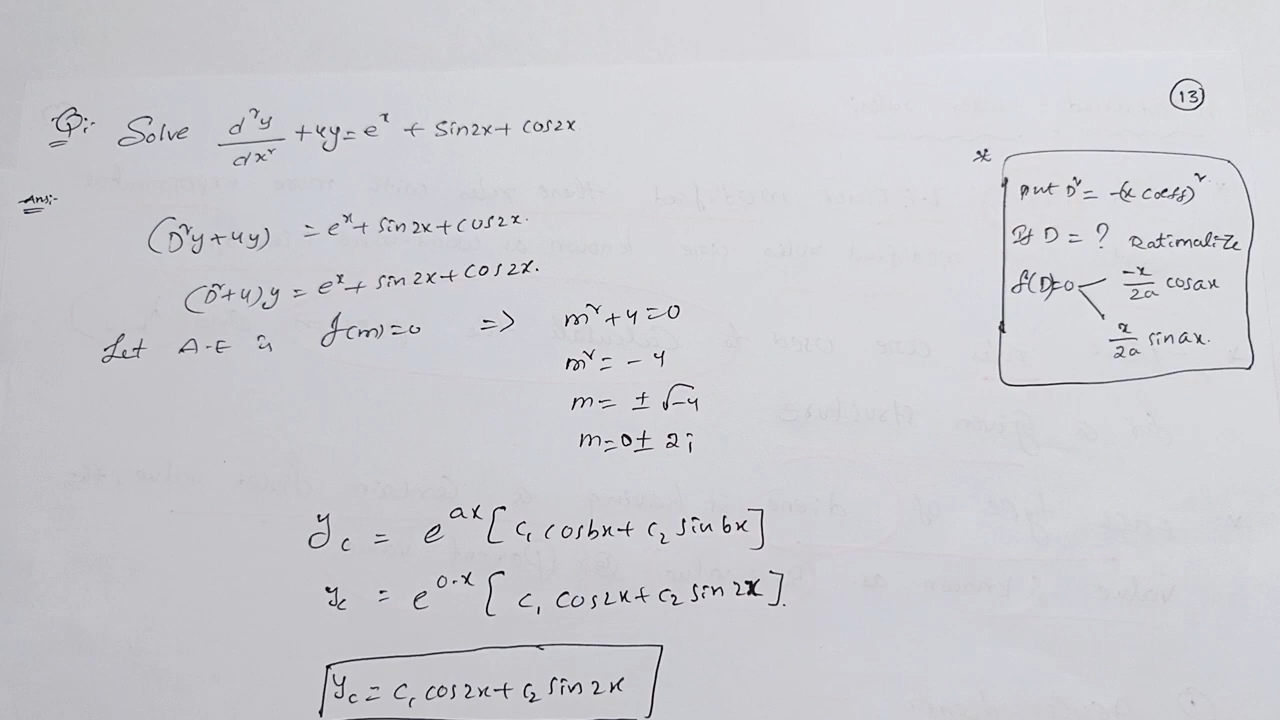 13
Q:- Solve d²y/dx² + 4y = e^x + Sin2x + Cos2x
Ans:-
(D²y + 4y) = e^x + Sin2x + Cos2x.
(D²+4)y = e^x + Sin2x + Cos2x.
Let A-E is f(m)=0 => m²+4=0
m² = -4
m = ± √-4
m = 0 ± 2i
y_c = e^ax [c₁ cosbx + c₂ sinbx]
y_c = e^0·x [c₁ cos2x + c₂ sin2x].
y_c = c₁ cos2x + c₂ sin2x
*
put D² = -(x coeff)²
If D = ? Rationalize
f(D)=0 -x/2a cosax
x/2a sinax.